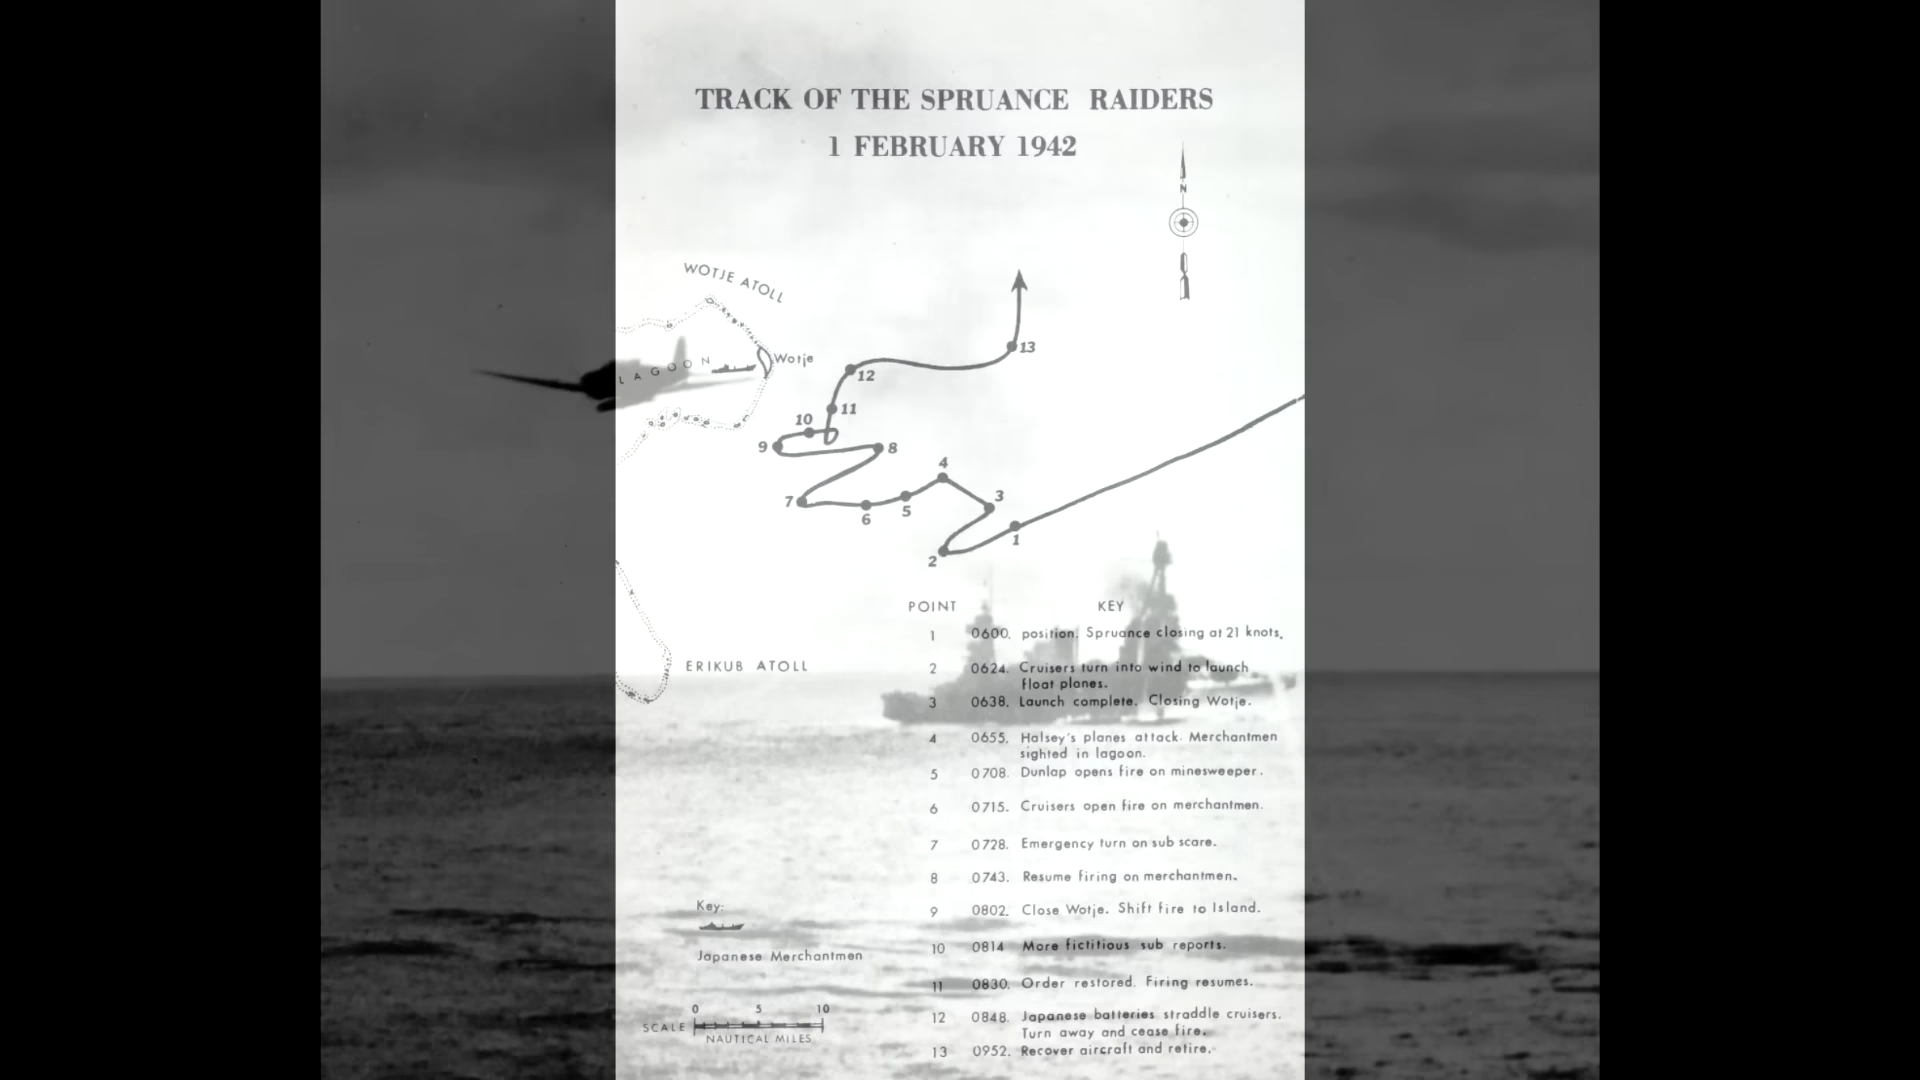 TRACK OF THE SPRUANCE RAIDERS
1 FEBRUARY 1942
N
WOTJE ATOLL
LAGOON
Wotje
13
12
11
10
9
8
4
7
3
6
5
1
2
POINT KEY
1 0600. position. Spruance closing at 21 knots.
ERIKUB ATOLL
2 0624. Cruisers turn into wind to launch
float planes.
3 0638. Launch complete. Closing Wotje.
4 0655. Halsey's planes attack. Merchantmen
sighted in lagoon.
5 0708. Dunlap opens fire on minesweeper.
6 0715. Cruisers open fire on merchantmen.
7 0728. Emergency turn on sub scare.
8 0743. Resume firing on merchantmen.
9 0802. Close Wotje. Shift fire to Island.
10 0814 More fictitious sub reports.
11 0830. Order restored. Firing resumes.
12 0848. Japanese batteries straddle cruisers.
Turn away and cease fire.
13 0952. Recover aircraft and retire.
Key:
Japanese Merchantmen
0 5 10
SCALE
NAUTICAL MILES